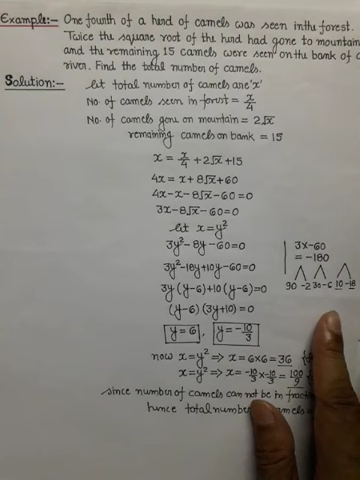 Example:- One fourth of a herd of camels was seen in the forest.
Twice the square root of the herd had gone to mountain
and the remaining 15 camels were seen on the bank of a
river. Find the total number of camels.
Solution:- let total number of camels are 'x'
No. of camels seen in forest = x/4
No. of camels gone on mountain = 2√x
remaining camels on bank = 15
x = x/4 + 2√x + 15
4x = x + 8√x + 60
4x - x - 8√x - 60 = 0
3x - 8√x - 60 = 0
let x = y²
3y² - 8y - 60 = 0
3y² - 18y + 10y - 60 = 0
3y (y-6) + 10 (y-6) = 0
(y-6) (3y+10) = 0
y = 6, y = -10/3
3x-60
= -180
90 -2 30 -6 10 -18
now x = y² ⇒ x = 6×6 = 36
x = y² ⇒ x = -10/3 × -10/3 = 100/9
since number of camels can not be in
hence total number camels